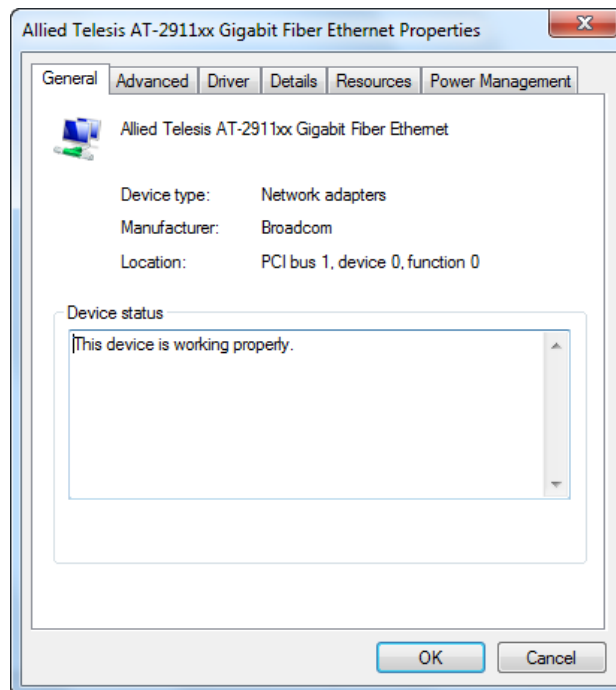 Allied Telesis AT-2911xx Gigabit Fiber Ethernet Properties
General Advanced Driver Details Resources Power Management
Allied Telesis AT-2911xx Gigabit Fiber Ethernet
Device type: Network adapters
Manufacturer: Broadcom
Location: PCI bus 1, device 0, function 0
Device status
This device is working properly.
OK Cancel